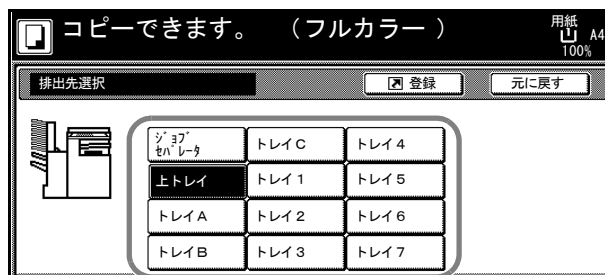 コピーできます。 （フルカラー ） 用紙
A4
100%
排出先選択 登録 元に戻す
ジョブ
セパレータ トレイC トレイ4
上トレイ トレイ1 トレイ5
トレイA トレイ2 トレイ6
トレイB トレイ3 トレイ7